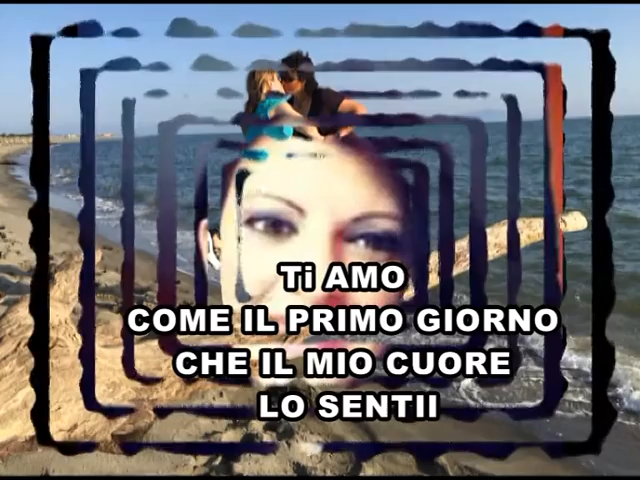 Ti AMO
COME IL PRIMO GIORNO
CHE IL MIO CUORE
LO SENTII